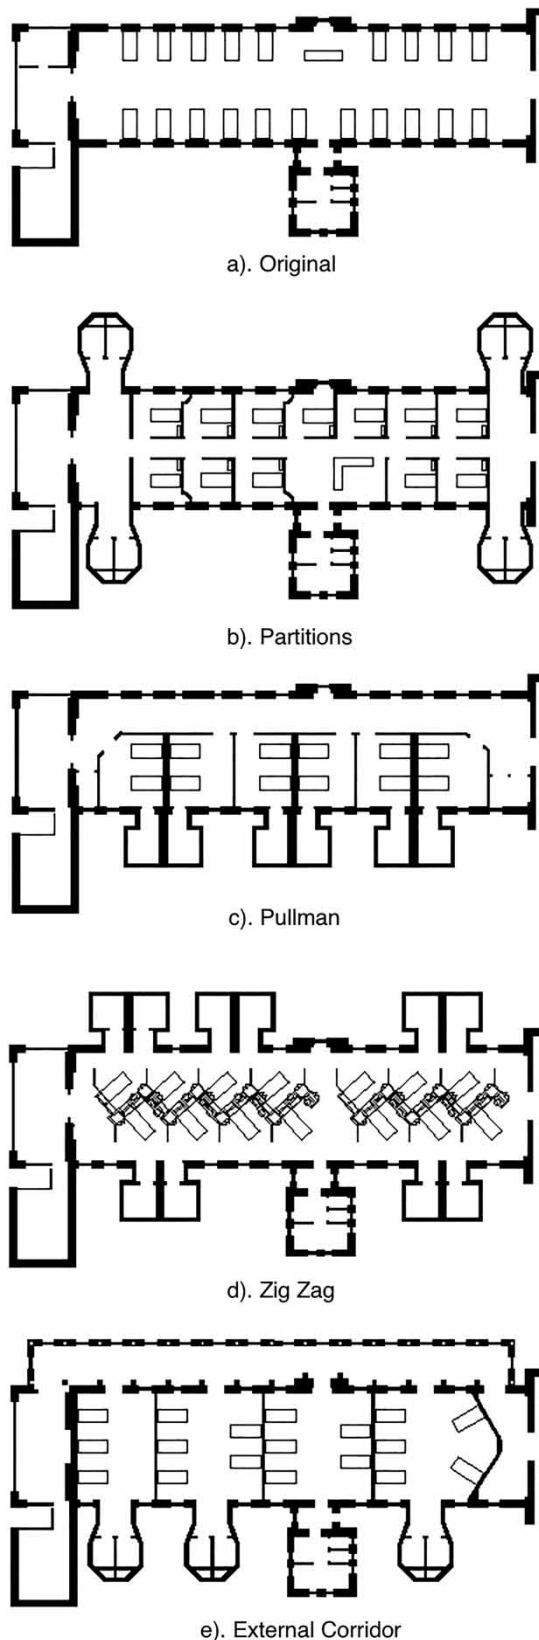 a). Original
b). Partitions
c). Pullman
d). Zig Zag
e). External Corridor